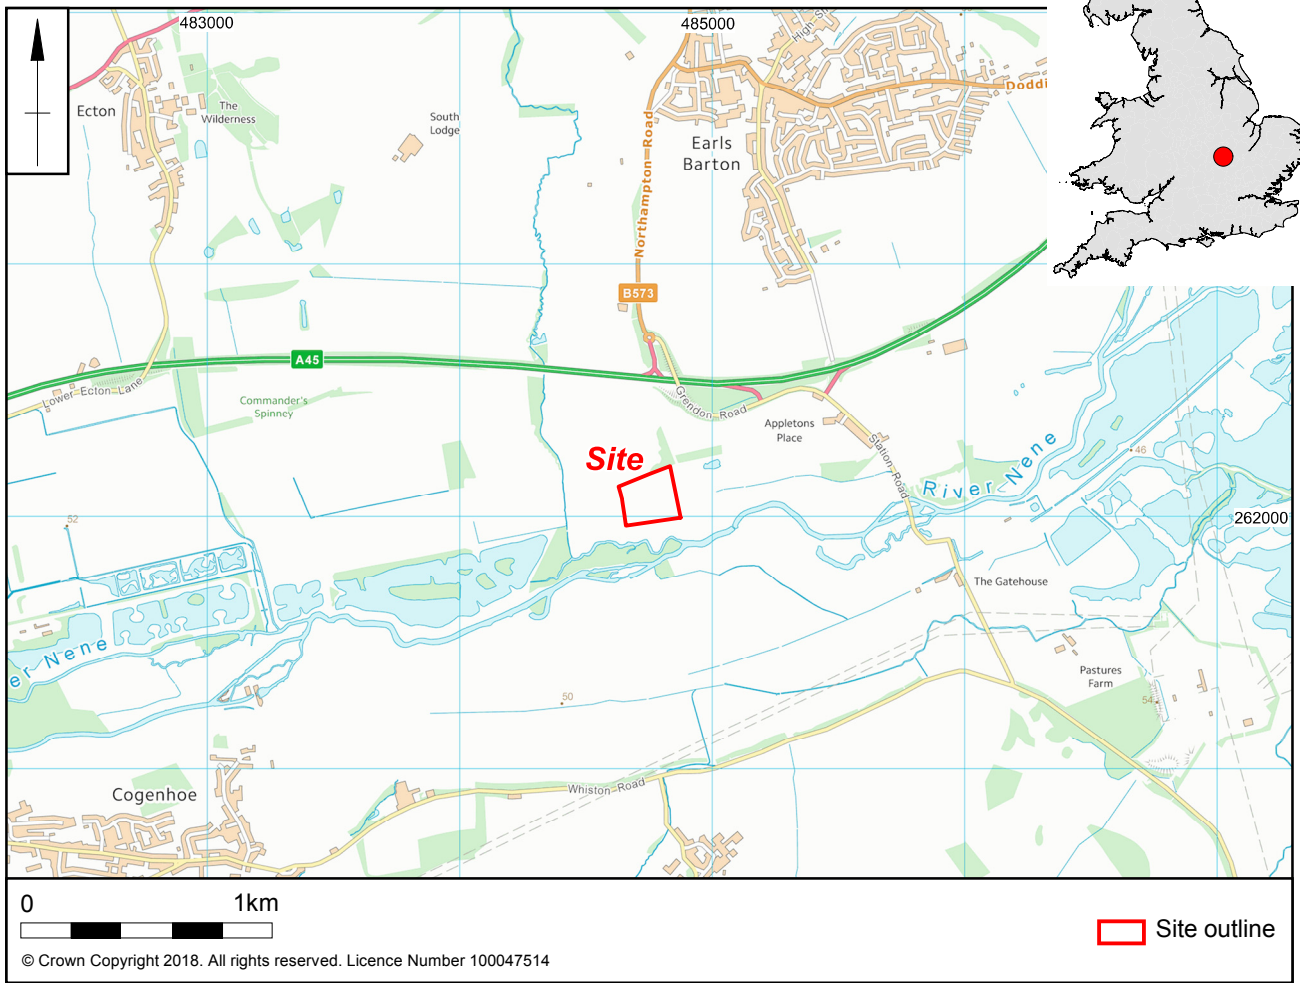 483000
485000
High St
Ecton
The
Wilderness
South
Lodge
Earls
Barton
Doddi
Northampton Road
B573
A45
Lower Ecton Lane
Commander's
Spinney
Grendon Road
Appletons
Place
Station Road
Site
River Nene
46
52
262000
The Gatehouse
er Nene
50
Pastures
Farm
54
Cogenhoe
Whiston Road
0 1km
Site outline
© Crown Copyright 2018. All rights reserved. Licence Number 100047514